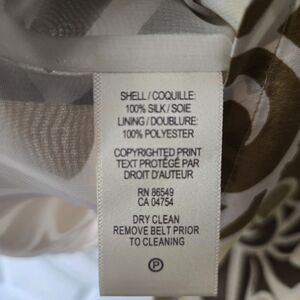 SHELL / COQUILLE:
100% SILK / SOIE
LINING / DOUBLURE:
100% POLYESTER
COPYRIGHTED PRINT
TEXT PROTÉGÉ PAR
DROIT D'AUTEUR
RN 86549
CA 04754
DRY CLEAN
REMOVE BELT PRIOR
TO CLEANING
P